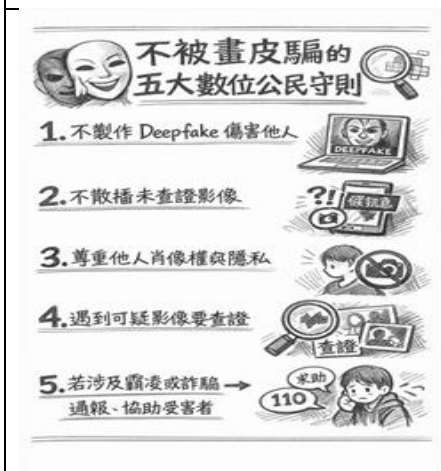 不被畫皮騙的
五大數位公民守則
1.不製作 Deepfake 傷害他人
DEEPFAKE
2.不散播未查證影像
?!
假訊息
3.尊重他人肖像權與隱私
4.遇到可疑影像要查證
查證
5.若涉及霸凌或詐騙→
通報、協助受害者
求助
110